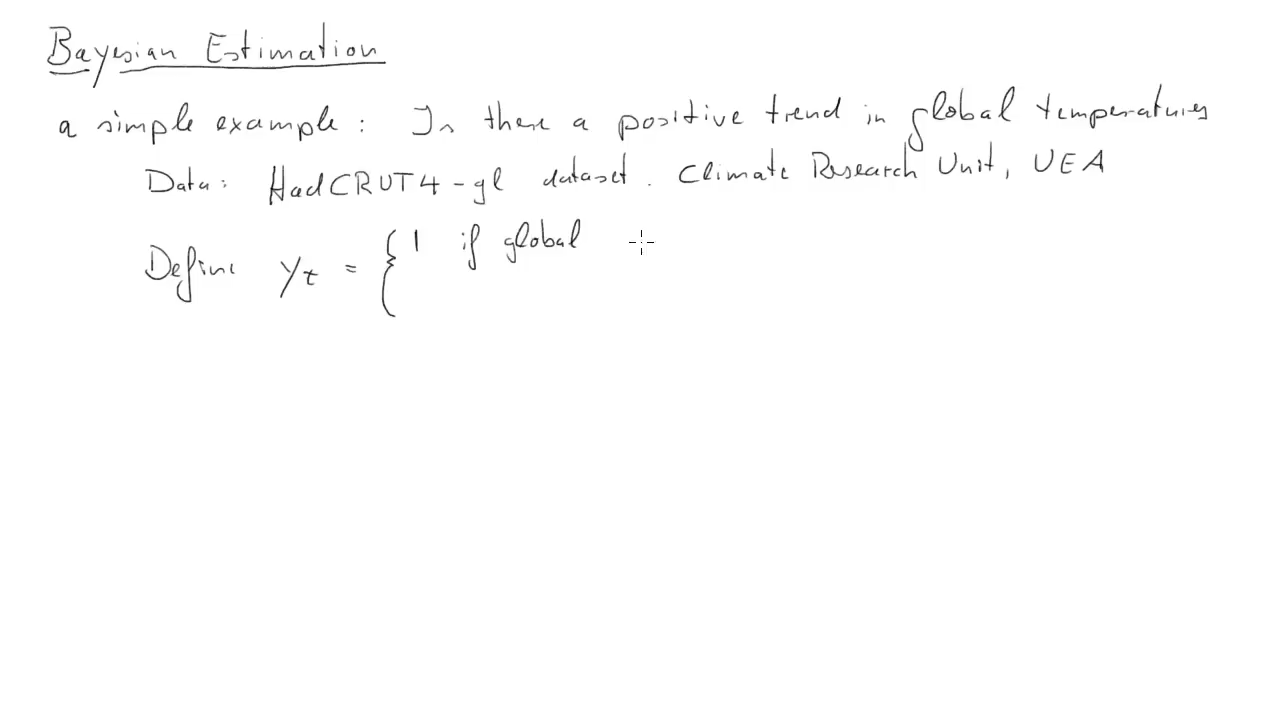 Bayesian Estimation
a simple example: Is there a positive trend in global temperatures
Data: HadCRUT4-gl dataset. Climate Research Unit, UEA
Define yt = { 1 if global